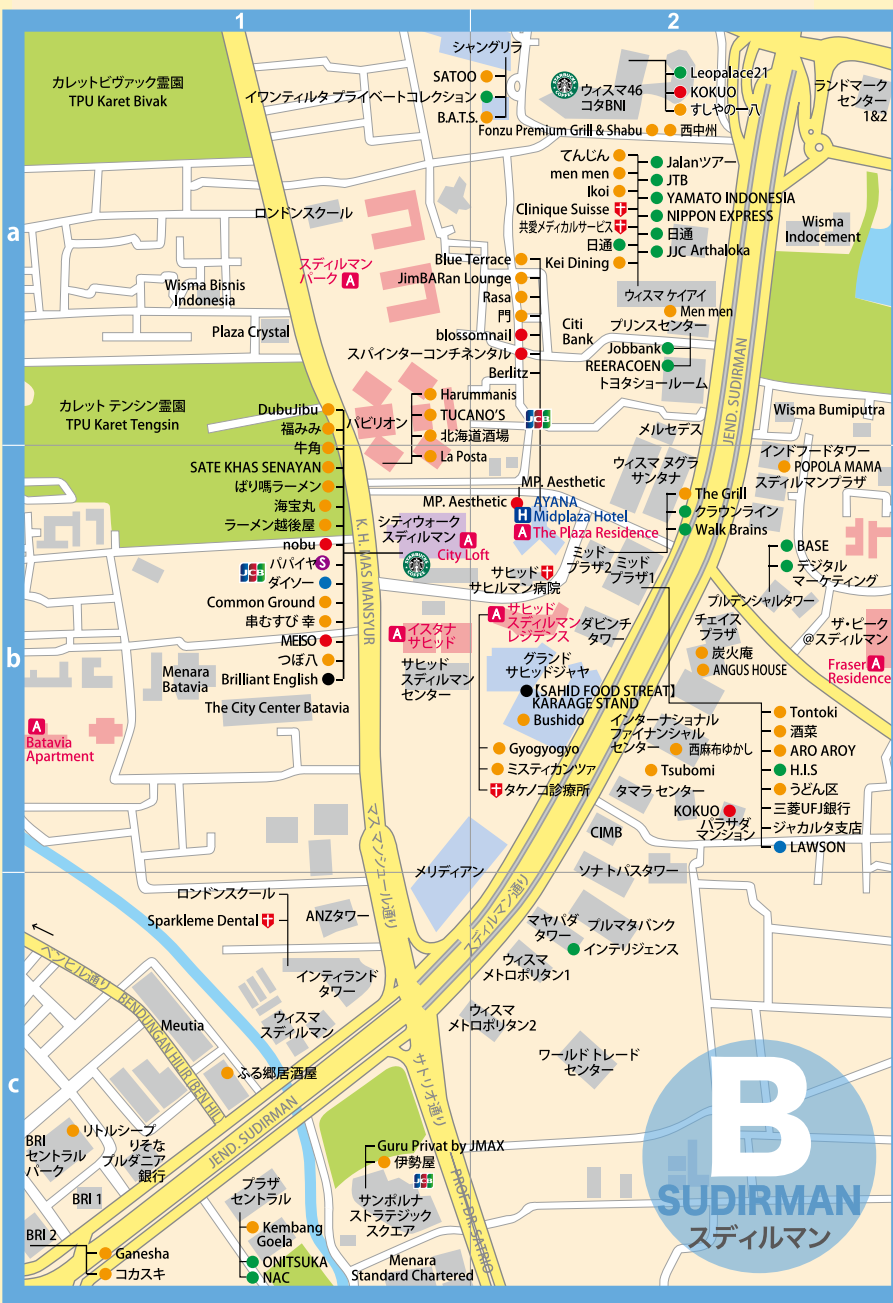 1
2
a
b
c
カレットビヴァック霊園
TPU Karet Bivak
シャングリラ
SATOO
イワンティルタ プライベートコレクション
B.A.T.S.
STARBUCKS COFFEE
ウィスマ46
コタBNI
Leopalace21
KOKUO
すしやの一八
Fonzu Premium Grill & Shabu
西中州
ランドマーク
センター
1&2
てんじん
men men
Ikoi
Clinique Suisse
共愛メディカルサービス
日通
Kei Dining
Jalanツアー
JTB
YAMATO INDONESIA
NIPPON EXPRESS
日通
JJC Arthaloka
ウィスマ ケイアイ
Men men
プリンスセンター
Wisma
Indocement
ロンドンスクール
スディルマン
パーク A
Wisma Bisnis
Indonesia
Plaza Crystal
Blue Terrace
JimBARan Lounge
Rasa
門
blossomnail
スパインターコンチネンタル
Berlitz
Citi
Bank
Jobbank
REERACOEN
トヨタショールーム
JEND. SUDIRMAN
カレット テンシン霊園
TPU Karet Tengsin
DubuJibu
福みみ
牛角
SATE KHAS SENAYAN
ばり嗎ラーメン
海宝丸
ラーメン越後屋
nobu
パパイヤ S
JCB
ダイソー
Common Ground
串むすび 幸
MEISO
つぼ八
Brilliant English
パビリオン
Harummanis
TUCANO'S
北海道酒場
La Posta
JCB
メルセデス
Wisma Bumiputra
インドフードタワー
POPOLA MAMA
スディルマンプラザ
ウィスマ ヌグラ
サンタナ
MP. Aesthetic
MP. Aesthetic
H AYANA
Midplaza Hotel
A The Plaza Residence
The Grill
クラウンライン
Walk Brains
シティウォーク
スディルマン
A
City Loft
STARBUCKS COFFEE
K. H. MAS MANSYUR
サヒッド
サヒルマン病院
ミッド
プラザ2
ミッド
プラザ1
BASE
デジタル
マーケティング
プルデンシャルタワー
A イスタナ
サヒッド
A サヒッド
スディルマン
レジデンス
ダビンチ
タワー
チェイス
プラザ
炭火庵
ANGUS HOUSE
ザ・ピーク
@スディルマン
Fraser A
Residence
サヒッド
スディルマン
センター
グランド
サヒッドジャヤ
【SAHID FOOD STREAT】
KARAAGE STAND
Bushido
Menara
Batavia
The City Center Batavia
A
Batavia
Apartment
Gyogyogyo
ミスティカンツァ
タケノコ診療所
インターナショナル
ファイナンシャル
センター
西麻布ゆかし
Tsubomi
タマラ センター
KOKUO
パラサダ
マンション
Tontoki
酒菜
ARO AROY
H.I.S
うどん区
三菱UFJ銀行
ジャカルタ支店
LAWSON
CIMB
マス マンシュール通り
メリディアン
ソナ トパスタワー
スディルマン通り
ロンドンスクール
Sparkleme Dental
ANZタワー
インティランド
タワー
マヤパダ
タワー
プルマタバンク
インテリジェンス
ウィスマ
メトロポリタン1
ウィスマ
メトロポリタン2
ワールド トレード
センター
ベンヒル通り
BENDUNGAN HILIR (BEN HIL)
Meutia
ウィスマ
スディルマン
ふる郷居酒屋
JEND. SUDIRMAN
サトリオ通り
PROF. DR. SATRIO
リトルシープ
BRI
セントラル
パーク
りそな
プルダニア
銀行
BRI 1
BRI 2
Ganesha
コカスキ
プラザ
セントラル
Kembang
Goela
ONITSUKA
NAC
Guru Privat by JMAX
伊勢屋
JCB
サンポルナ
ストラテジック
スクエア
Menara
Standard Chartered
B
SUDIRMAN
スディルマン